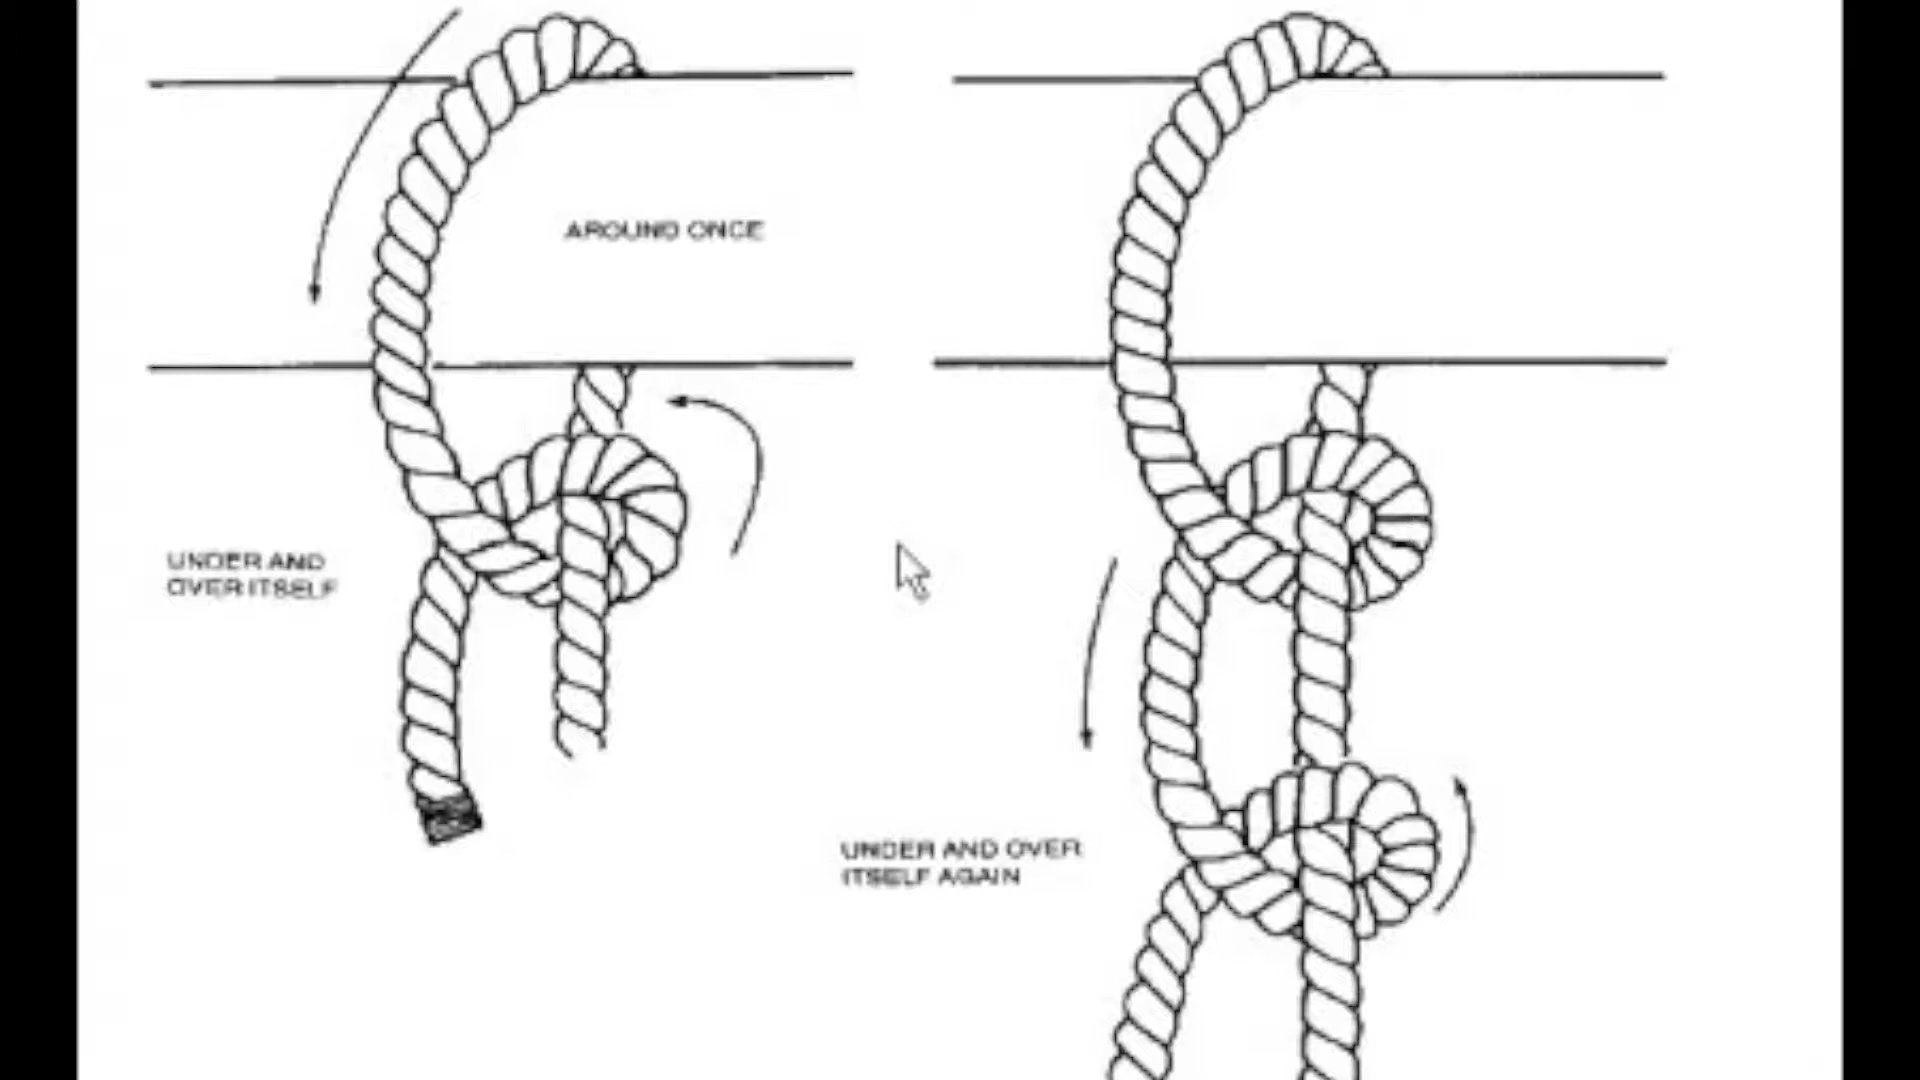 AROUND ONCE
UNDER AND
OVER ITSELF
UNDER AND OVER
ITSELF AGAIN